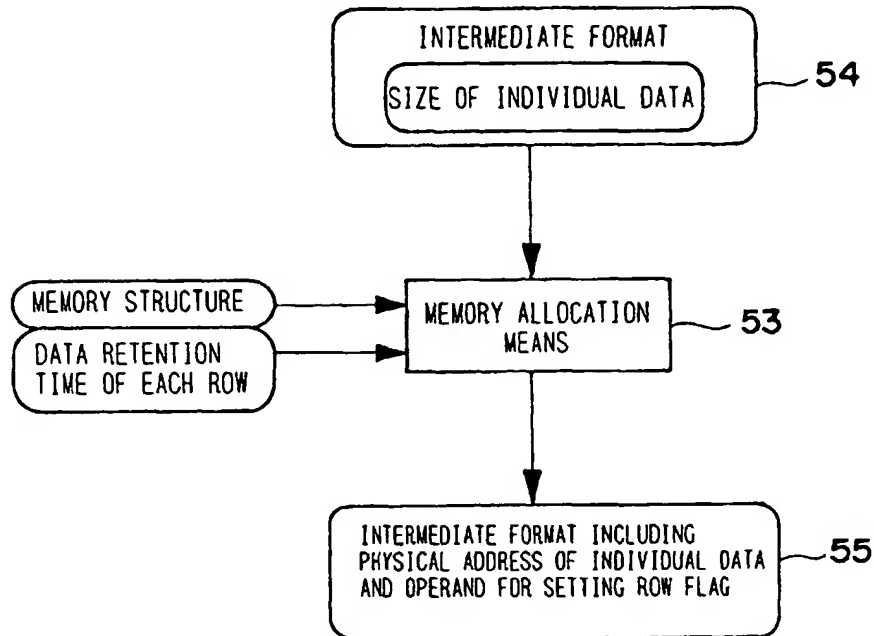 INTERMEDIATE FORMAT
SIZE OF INDIVIDUAL DATA
54
MEMORY STRUCTURE
DATA RETENTION
TIME OF EACH ROW
MEMORY ALLOCATION
MEANS
53
INTERMEDIATE FORMAT INCLUDING
PHYSICAL ADDRESS OF INDIVIDUAL DATA
AND OPERAND FOR SETTING ROW FLAG
55